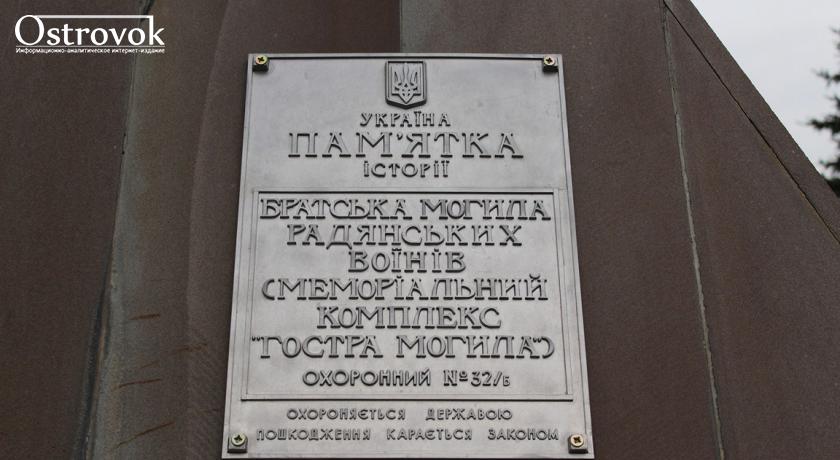 Ostrovok
Информационно-аналитическое интернет-издание
УКРАЇНА
ПАМ'ЯТКА
ІСТОРІЇ
БРАТСЬКА МОГИЛА
РАДЯНСЬКИХ
ВОЇНІВ
(МЕМОРІАЛЬНИЙ
КОМПЛЕКС
"ГОСТРА МОГИЛА")
ОХОРОННИЙ №32/Б
ОХОРОНЯЄТЬСЯ ДЕРЖАВОЮ
ПОШКОДЖЕННЯ КАРАЄТЬСЯ ЗАКОНОМ